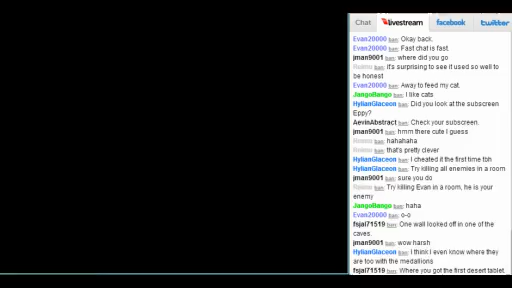 Chat livestream facebook twitter
Evan20000 ban: Okay back.
Evan20000 ban: Fast chat is fast.
jman9001 ban: where did you go
ban: it's surprising to see it used so well to
be honest
Evan20000 ban: Away to feed my cat.
JangoBango ban: I like cats
HylianGlaceon ban: Did you look at the subscreen
Eppy?
AevinAbstract ban: Check your subscreen.
jman9001 ban: hmm there cute I guess
ban: hahahaha
ban: that's pretty clever
HylianGlaceon ban: I cheated it the first time tbh
HylianGlaceon ban: Try killing all enemies in a room
jman9001 ban: sure you do
ban: Try killing Evan in a room, he is your
enemy
JangoBango ban: haha
Evan20000 ban: o-o
fsjal71519 ban: One wall looked off in one of the
caves.
jman9001 ban: wow harsh
HylianGlaceon ban: I think I even know where they
are too with the medallions
fsjal71519 ban: Where you got the first desert tablet.